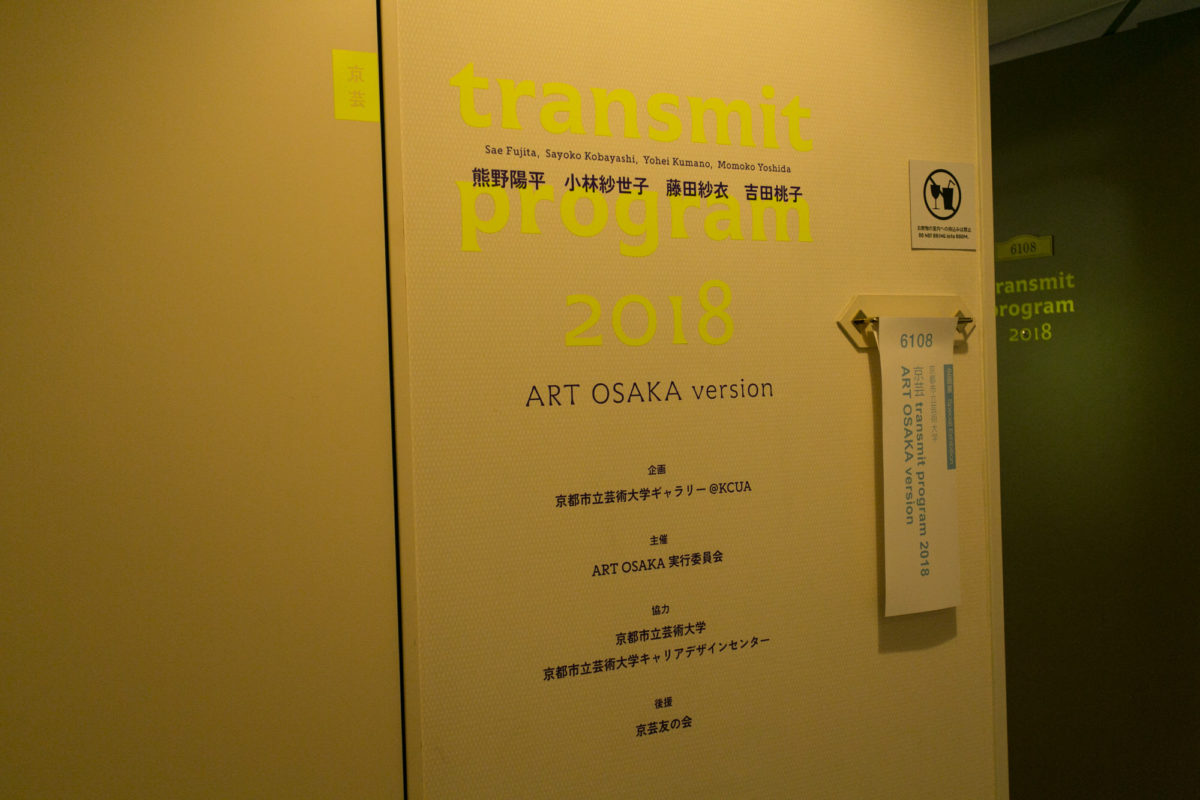 京
芸
transmit
Sae Fujita, Sayoko Kobayashi, Yohei Kumano, Momoko Yoshida
熊野陽平 小林紗世子 藤田紗衣 吉田桃子
program
2018
ART OSAKA version
企画
京都市立芸術大学ギャラリー @KCUA
主催
ART OSAKA 実行委員会
協力
京都市立芸術大学
京都市立芸術大学キャリアデザインセンター
後援
京芸友の会
DO NOT BRING into ROOM.
6108
京都市立芸術大学
京芸 transmit program 2018
ART OSAKA version
6108
transmit
program
2018